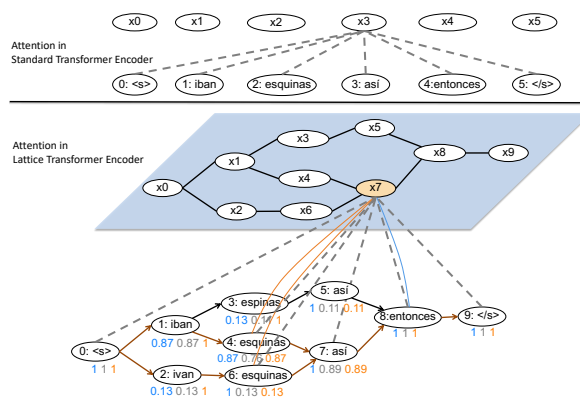 x0 x1 x2 x3 x4 x5
Attention in
Standard Transformer Encoder
0: <s> 1: iban 2: esquinas 3: así 4:entonces 5: </s>
Attention in
Lattice Transformer Encoder
x5
x3
x1 x8 x9
x4
x0 x7
x2 x6
5: así
3: espinas
1 0.11 0.11
0.13 1
1: iban 8:entonces 9: </s>
0.87 0.87 1 1 1 1 1 1 1
4: esquinas
0: <s> 7: así
0.87 0.87
1 1 1 1 0.89 0.89
2: ivan 6: esquinas
0.13 0.13 1 1 0.13 0.13